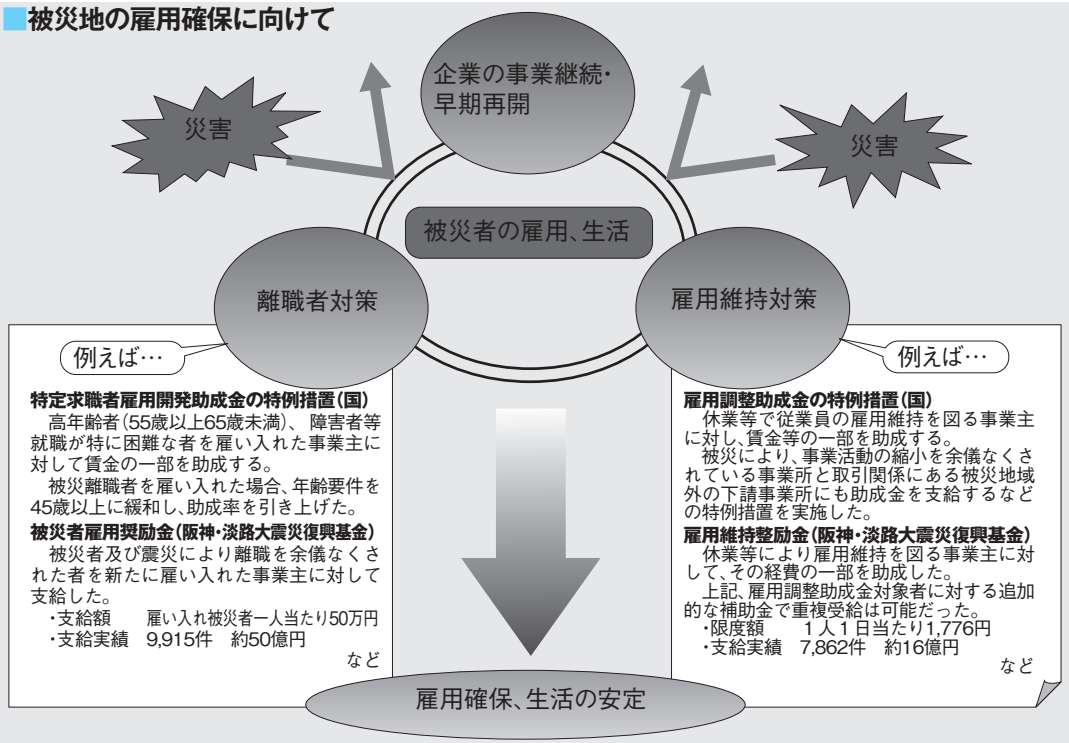 ■被災地の雇用確保に向けて
企業の事業継続・
早期再開
災害
災害
被災者の雇用、生活
離職者対策
雇用維持対策
例えば…
特定求職者雇用開発助成金の特例措置(国)
高年齢者(55歳以上65歳未満)、障害者等
就職が特に困難な者を雇い入れた事業主に
対して賃金の一部を助成する。
被災離職者を雇い入れた場合、年齢要件を
45歳以上に緩和し、助成率を引き上げた。
被災者雇用奨励金(阪神・淡路大震災復興基金)
被災者及び震災により離職を余儀なくさ
れた者を新たに雇い入れた事業主に対して
支給した。
・支給額 雇い入れ被災者一人当たり50万円
・支給実績 9,915件 約50億円
など
例えば…
雇用調整助成金の特例措置(国)
休業等で従業員の雇用維持を図る事業主
に対し、賃金等の一部を助成する。
被災により、事業活動の縮小を余儀なくさ
れている事業所と取引関係にある被災地域
外の下請事業所にも助成金を支給するなど
の特例措置を実施した。
雇用維持奨励金(阪神・淡路大震災復興基金)
休業等により雇用維持を図る事業主に対
して、その経費の一部を助成した。
上記、雇用調整助成金対象者に対する追加
的な補助金で重複受給は可能だった。
・限度額 1人1日当たり1,776円
・支給実績 7,862件 約16億円
など
雇用確保、生活の安定